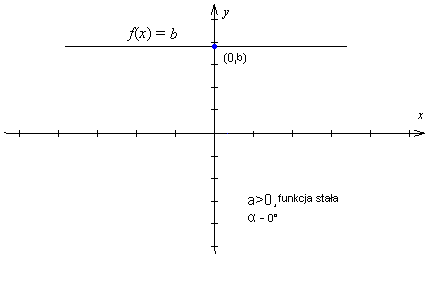 y
f(x) = b
(0,b)
x
a>0, funkcja stała
α - 0°